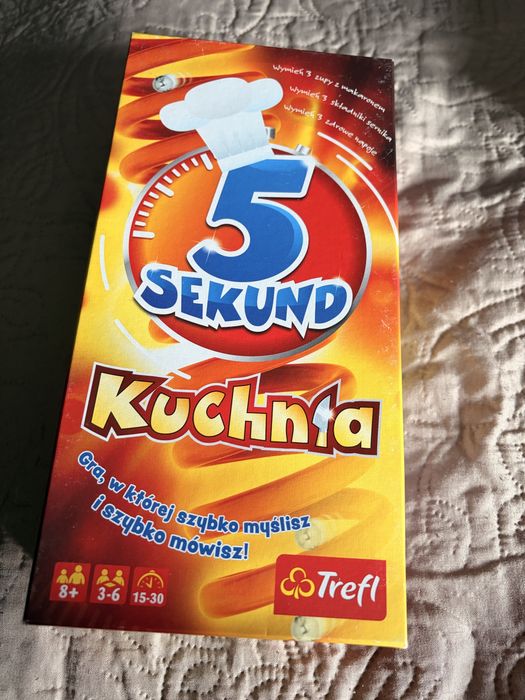 Wymień 3 zupy z makaronem
Wymień 3 składniki sernika
Wymień 3 zdrowe napoje
5
SEKUND
Kuchnia
Gra, w której szybko myślisz
i szybko mówisz!
8+
3-6
15-30
Trefl